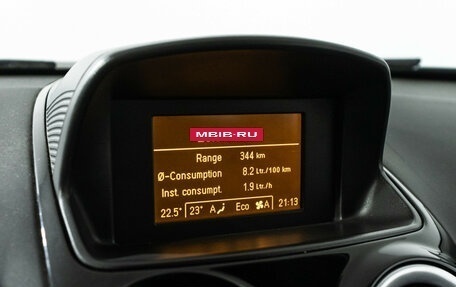 MBIB-RU
Range 344 km
Ø-Consumption 8.2 Ltr./100 km
Inst. consumpt. 1.9 Ltr./h
22.5° 23° A Eco A 21:13